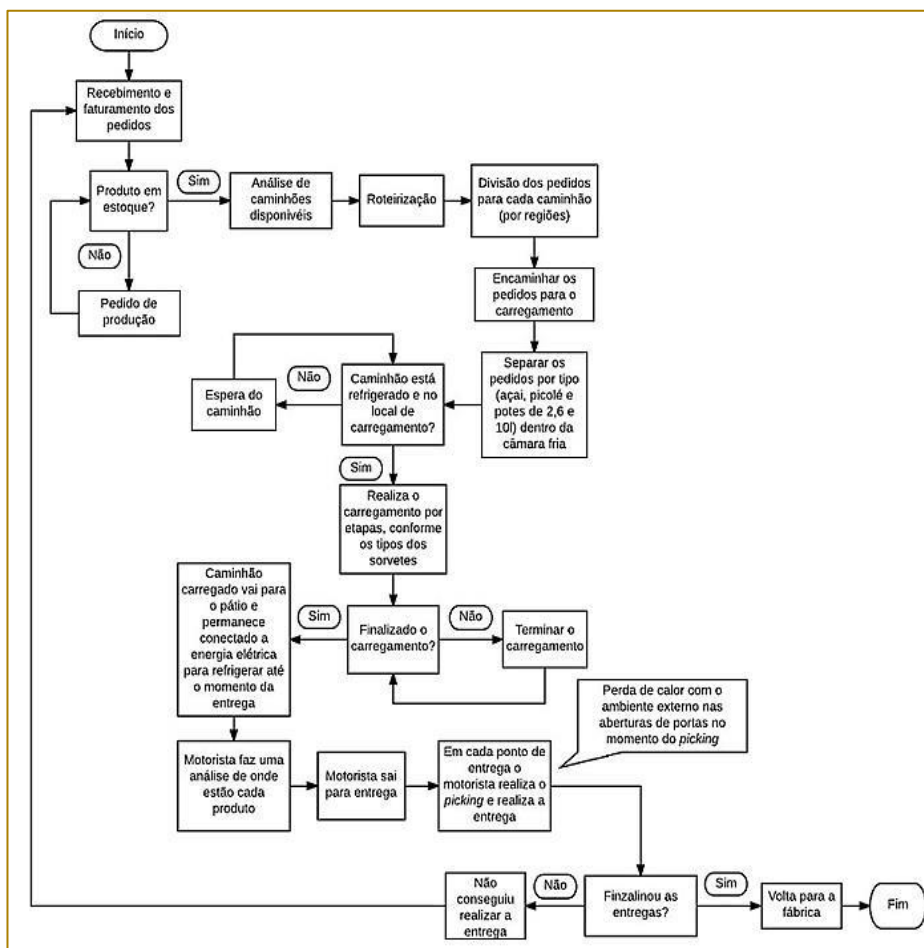 Início
Recebimento e
faturamento dos
pedidos
Produto em
estoque?
Sim
Análise de
caminhões
disponivéis
Roteirização
Divisão dos pedidos
para cada caminhão
(por regiões}
Não
Pedido de
produção
Encaminhar os
pedidos para o
carregamento
Separar os
pedidos por tipo
(açai, picolé e
potes de 2,6 e
10l) dentro da
câmara fria
Caminhão está
refrigerado e no
local de
carregamento?
Não
Espera do
caminhão
Sim
Realiza o
carregamento por
etapas, conforme
os tipos dos
sorvetes
Finalizado o
carregamento?
Não
Terminar o
carregamento
Sim
Caminhão
carregado vai para
o pátio e
permanece
conectado a
energia elétrica
para refrigerar até
o momento da
entrega
Motorista faz uma
análise de onde
estão cada
produto
Motorista sai
para entrega
Em cada ponto de
entrega o
motorista realiza o
picking e realiza a
entrega
Perda de calor com o
ambiente externo nas
aberturas de portas no
momento do picking
Finzalinou as
entregas?
Não
Não
conseguiu
realizar a
entrega
Sim
Volta para a
fábrica
Fim